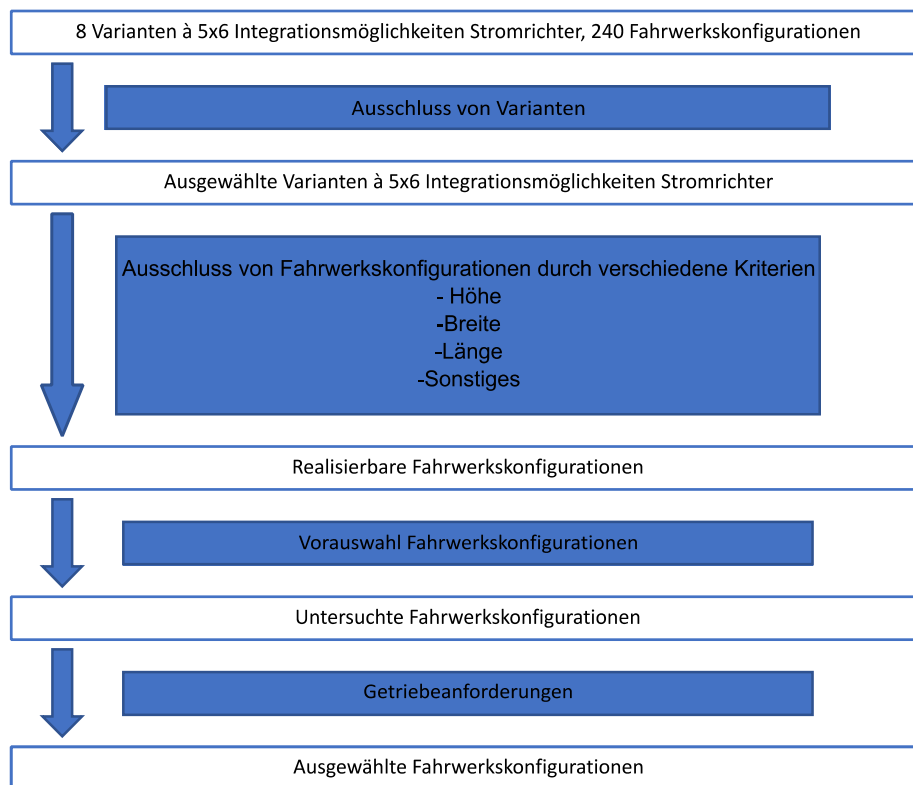 8 Varianten à 5x6 Integrationsmöglichkeiten Stromrichter, 240 Fahrwerkskonfigurationen
Ausschluss von Varianten
Ausgewählte Varianten à 5x6 Integrationsmöglichkeiten Stromrichter
Ausschluss von Fahrwerkskonfigurationen durch verschiedene Kriterien
- Höhe
-Breite
-Länge
-Sonstiges
Realisierbare Fahrwerkskonfigurationen
Vorauswahl Fahrwerkskonfigurationen
Untersuchte Fahrwerkskonfigurationen
Getriebeanforderungen
Ausgewählte Fahrwerkskonfigurationen